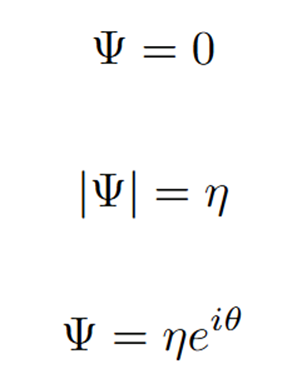 Ψ = 0
|Ψ| = η
Ψ = ηe^{iθ}